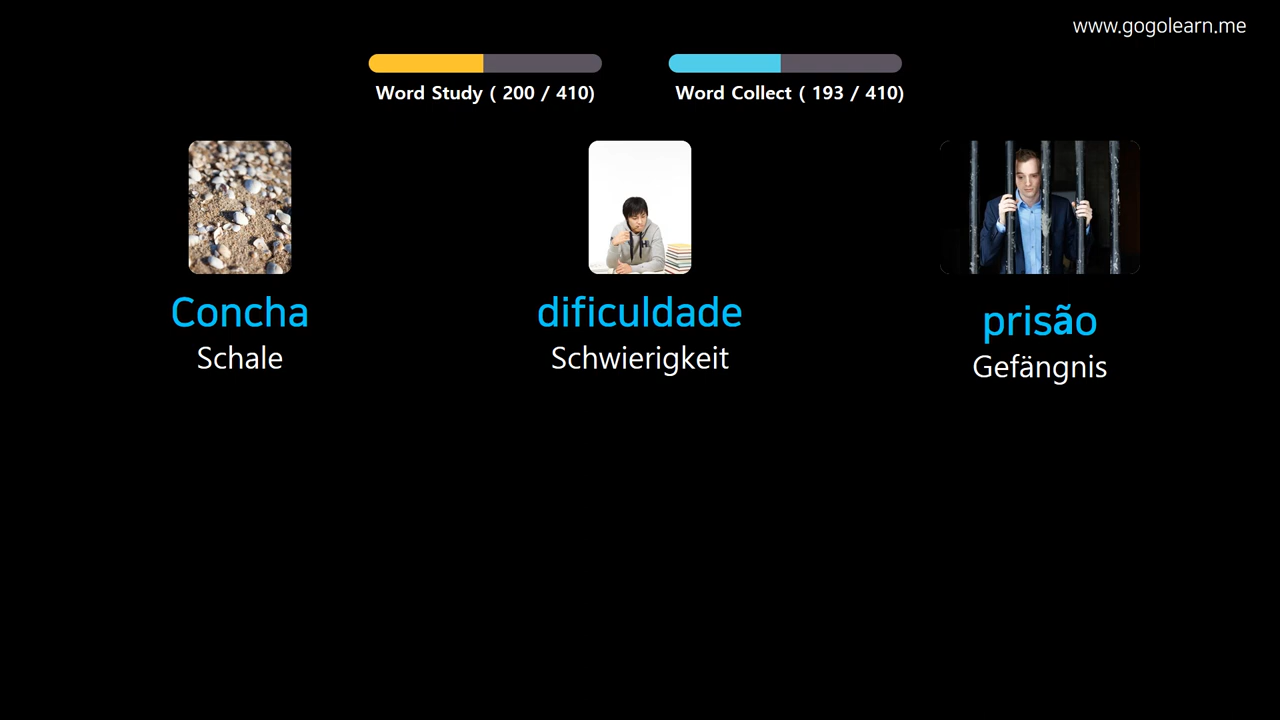 www.gogolearn.me
Word Study ( 200 / 410)
Word Collect ( 193 / 410)
Concha
Schale
dificuldade
Schwierigkeit
prisão
Gefängnis